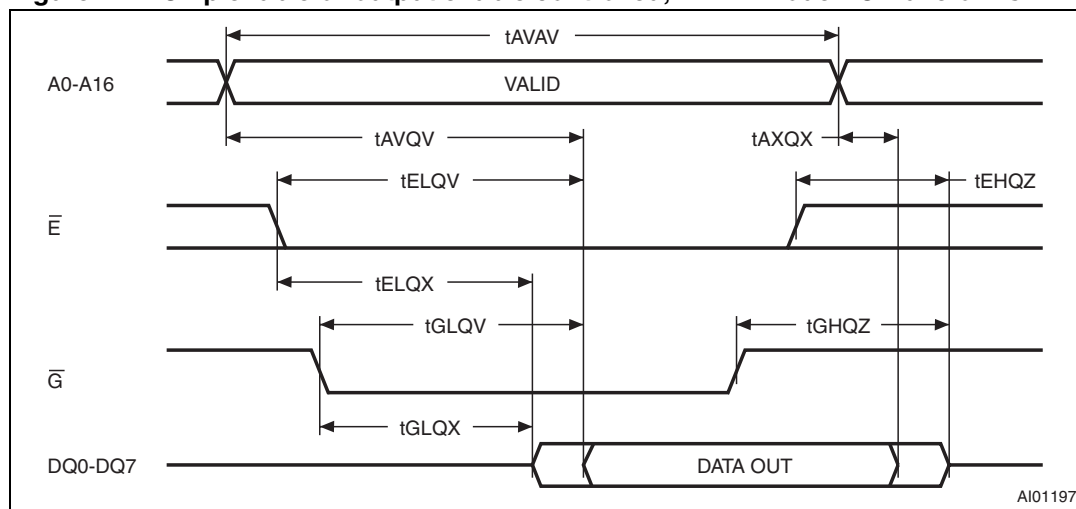 tAVAV
A0-A16
VALID
tAVQV
tAXQX
tELQV
tEHQZ
E
tELQX
tGLQV
tGHQZ
G
tGLQX
DQ0-DQ7
DATA OUT
AI01197